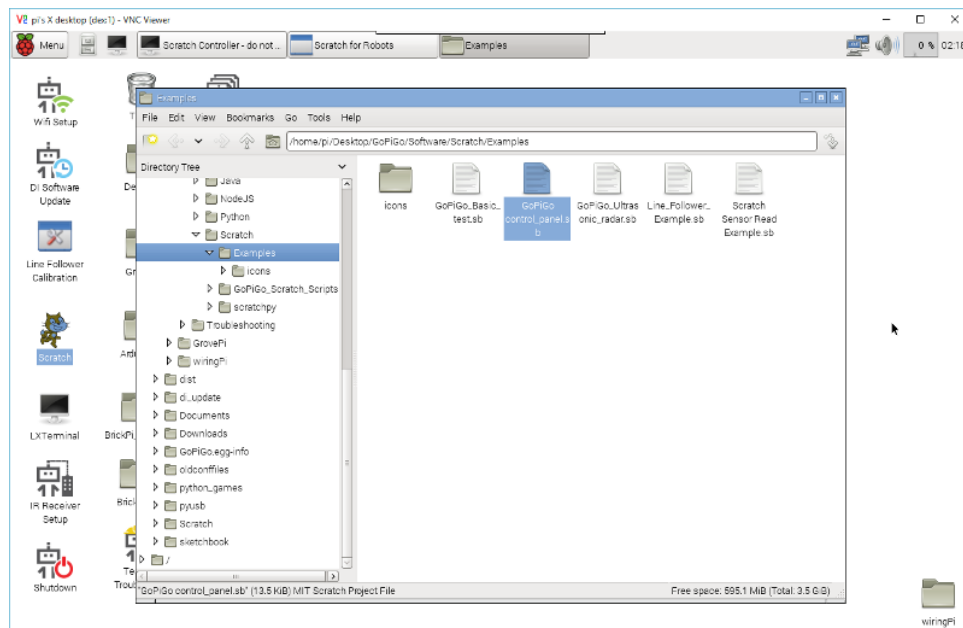 pi's X desktop (dex:1) - VNC Viewer
Menu
Scratch Controller - do not ...
Scratch for Robots
Examples
0 %
Wifi Setup
DI Software
Update
Line Follower
Calibration
Scratch
LXTerminal
IR Receiver
Setup
Shutdown
Examples
File Edit View Bookmarks Go Tools Help
/home/pi/Desktop/GoPiGo/Software/Scratch/Examples
Directory Tree
Java
NodeJS
Python
Scratch
Examples
icons
GoPiGo_Scratch_Scripts
scratchpy
Troubleshooting
GrovePi
wiringPi
dist
di_update
Documents
Downloads
GoPiGo.egg-info
oldconffiles
python_games
pyusb
Scratch
sketchbook
/
icons
GoPiGo_Basic_
test.sb
GoPiGo
control_panel.s
b
GoPiGo_Ultras
onic_radar.sb
Line_Follower_
Example.sb
Scratch
Sensor Read
Example.sb
"GoPiGo control_panel.sb" (13.5 KiB) MIT Scratch Project File
Free space: 595.1 MiB (Total: 3.5 GiB)
wiringPi